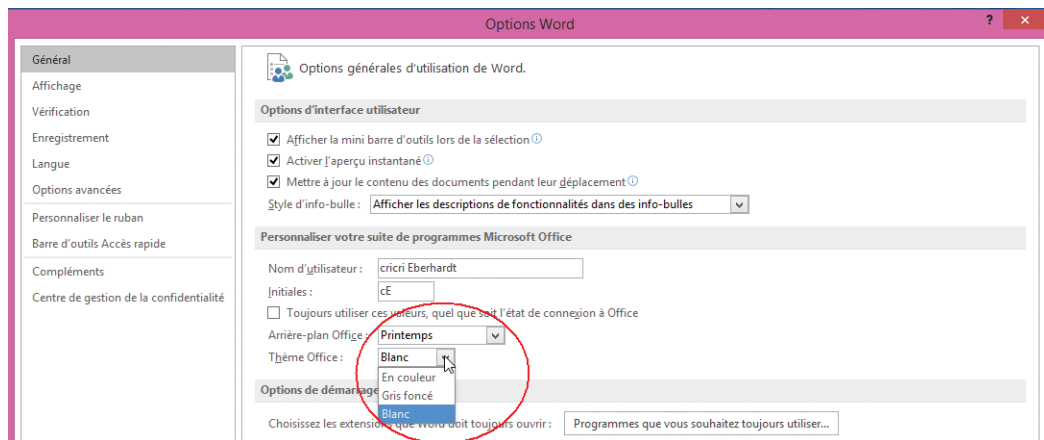 Options Word
?
Général
Affichage
Vérification
Enregistrement
Langue
Options avancées
Personnaliser le ruban
Barre d'outils Accès rapide
Compléments
Centre de gestion de la confidentialité
Options générales d'utilisation de Word.
Options d'interface utilisateur
Afficher la mini barre d'outils lors de la sélection
Activer l'aperçu instantané
Mettre à jour le contenu des documents pendant leur déplacement
Style d'info-bulle : Afficher les descriptions de fonctionnalités dans des info-bulles
Personnaliser votre suite de programmes Microsoft Office
Nom d'utilisateur : cricri Eberhardt
Initiales : cE
Toujours utiliser ces valeurs, quel que soit l'état de connexion à Office
Arrière-plan Office : Printemps
Thème Office : Blanc
En couleur
Gris foncé
Blanc
Options de démarrage
Choisissez les extensions que Word doit toujours ouvrir : Programmes que vous souhaitez toujours utiliser...